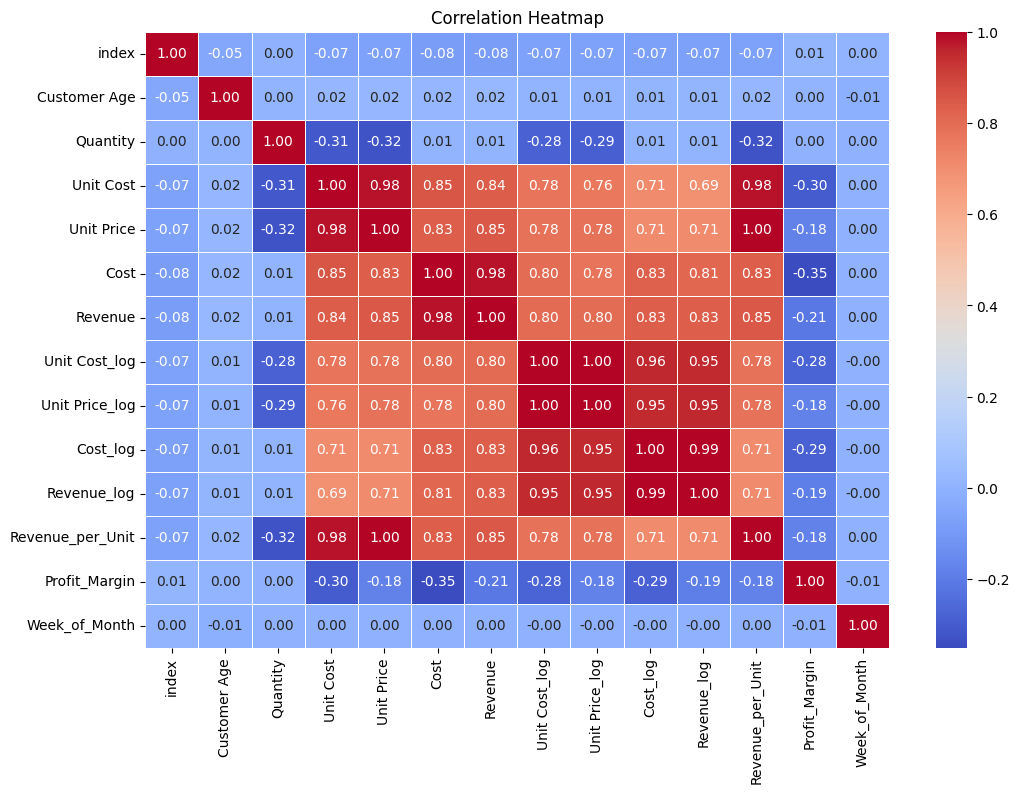 Correlation Heatmap
index 1.00 -0.05 0.00 -0.07 -0.07 -0.08 -0.08 -0.07 -0.07 -0.07 -0.07 -0.07 0.01 0.00
Customer Age -0.05 1.00 0.00 0.02 0.02 0.02 0.02 0.01 0.01 0.01 0.01 0.02 0.00 -0.01
Quantity 0.00 0.00 1.00 -0.31 -0.32 0.01 0.01 -0.28 -0.29 0.01 0.01 -0.32 0.00 0.00
Unit Cost -0.07 0.02 -0.31 1.00 0.98 0.85 0.84 0.78 0.76 0.71 0.69 0.98 -0.30 0.00
Unit Price -0.07 0.02 -0.32 0.98 1.00 0.83 0.85 0.78 0.78 0.71 0.71 1.00 -0.18 0.00
Cost -0.08 0.02 0.01 0.85 0.83 1.00 0.98 0.80 0.78 0.83 0.81 0.83 -0.35 0.00
Revenue -0.08 0.02 0.01 0.84 0.85 0.98 1.00 0.80 0.80 0.83 0.83 0.85 -0.21 0.00
Unit Cost_log -0.07 0.01 -0.28 0.78 0.78 0.80 0.80 1.00 1.00 0.96 0.95 0.78 -0.28 -0.00
Unit Price_log -0.07 0.01 -0.29 0.76 0.78 0.78 0.80 1.00 1.00 0.95 0.95 0.78 -0.18 -0.00
Cost_log -0.07 0.01 0.01 0.71 0.71 0.83 0.83 0.96 0.95 1.00 0.99 0.71 -0.29 -0.00
Revenue_log -0.07 0.01 0.01 0.69 0.71 0.81 0.83 0.95 0.95 0.99 1.00 0.71 -0.19 -0.00
Revenue_per_Unit -0.07 0.02 -0.32 0.98 1.00 0.83 0.85 0.78 0.78 0.71 0.71 1.00 -0.18 0.00
Profit_Margin 0.01 0.00 0.00 -0.30 -0.18 -0.35 -0.21 -0.28 -0.18 -0.29 -0.19 -0.18 1.00 -0.01
Week_of_Month 0.00 -0.01 0.00 0.00 0.00 0.00 0.00 -0.00 -0.00 -0.00 -0.00 0.00 -0.01 1.00
index
Customer Age
Quantity
Unit Cost
Unit Price
Cost
Revenue
Unit Cost_log
Unit Price_log
Cost_log
Revenue_log
Revenue_per_Unit
Profit_Margin
Week_of_Month
1.0
0.8
0.6
0.4
0.2
0.0
−0.2